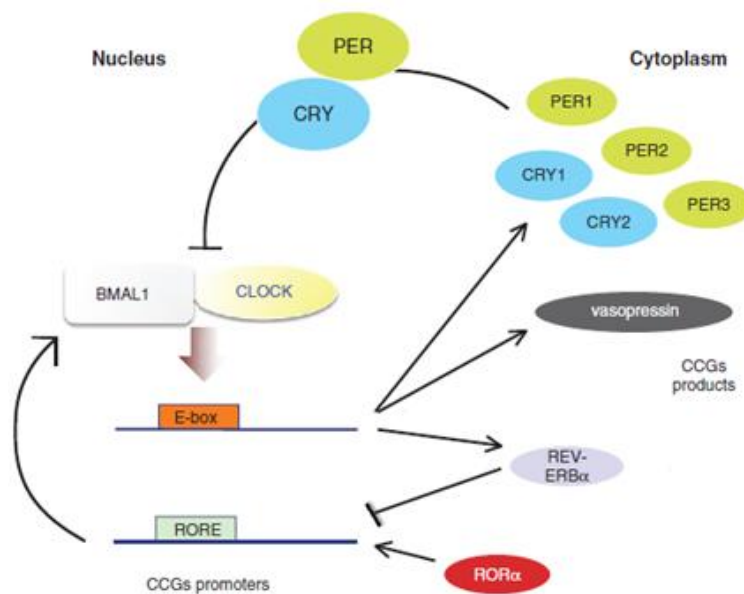 Nucleus
PER
Cytoplasm
CRY
PER1
PER2
CRY1
PER3
CRY2
BMAL1
CLOCK
vasopressin
CCGs
products
E-box
REV-
ERBα
RORE
RORα
CCGs promoters